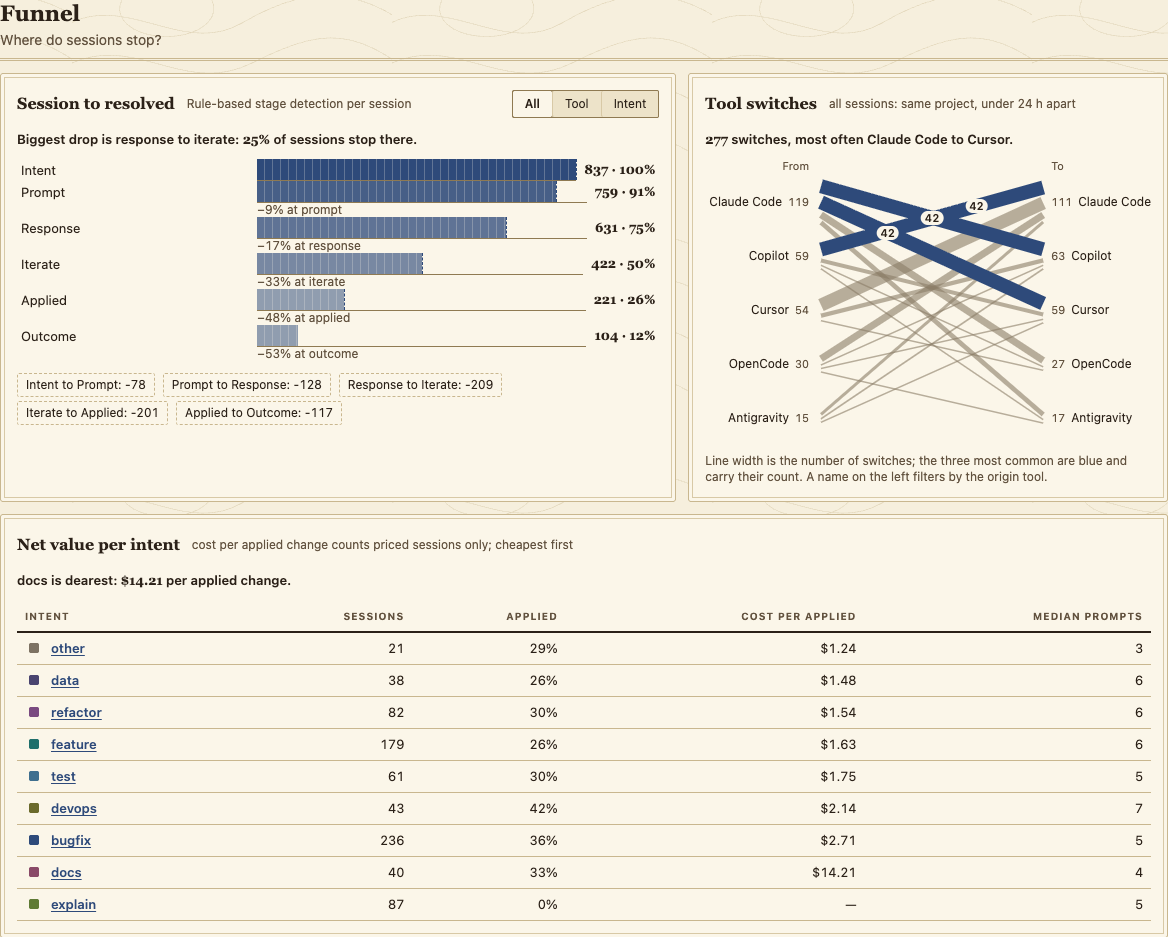 Funnel
Where do sessions stop?
Session to resolved Rule-based stage detection per session All Tool Intent
Biggest drop is response to iterate: 25% of sessions stop there.
Intent 837 · 100%
Prompt 759 · 91%
−9% at prompt
Response 631 · 75%
−17% at response
Iterate 422 · 50%
−33% at iterate
Applied 221 · 26%
−48% at applied
Outcome 104 · 12%
−53% at outcome
Intent to Prompt: -78 Prompt to Response: -128 Response to Iterate: -209
Iterate to Applied: -201 Applied to Outcome: -117
Tool switches all sessions: same project, under 24 h apart
277 switches, most often Claude Code to Cursor.
From To
Claude Code 119 42 111 Claude Code
42
42
Copilot 59 63 Copilot
Cursor 54 59 Cursor
OpenCode 30 27 OpenCode
Antigravity 15 17 Antigravity
Line width is the number of switches; the three most common are blue and
carry their count. A name on the left filters by the origin tool.
Net value per intent cost per applied change counts priced sessions only; cheapest first
docs is dearest: $14.21 per applied change.
INTENT SESSIONS APPLIED COST PER APPLIED MEDIAN PROMPTS
other 21 29% $1.24 3
data 38 26% $1.48 6
refactor 82 30% $1.54 6
feature 179 26% $1.63 6
test 61 30% $1.75 5
devops 43 42% $2.14 7
bugfix 236 36% $2.71 5
docs 40 33% $14.21 4
explain 87 0% — 5